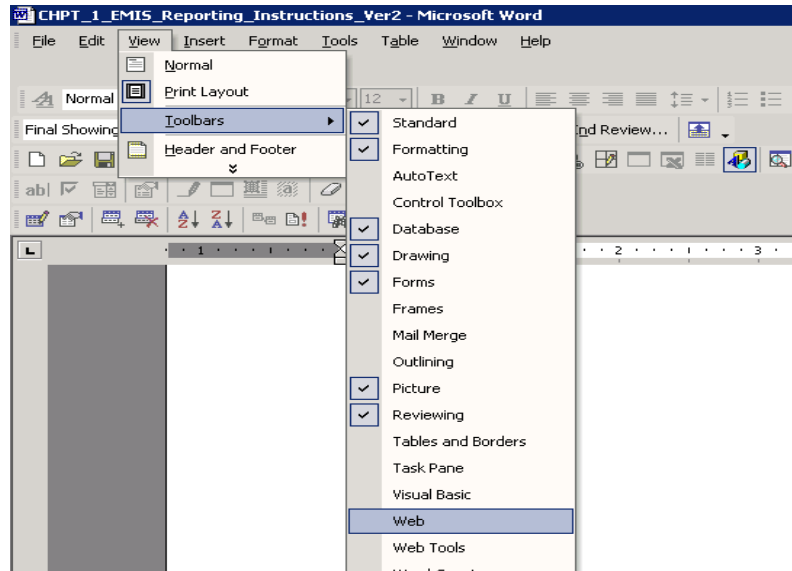 CHPT_1_EMIS_Reporting_Instructions_Ver2 - Microsoft Word
File Edit View Insert Format Tools Table Window Help
Normal
Print Layout
Toolbars
Header and Footer
Normal 12 B I U
Final Showing End Review...
ab|
Standard
Formatting
AutoText
Control Toolbox
Database
Drawing
Forms
Frames
Mail Merge
Outlining
Picture
Reviewing
Tables and Borders
Task Pane
Visual Basic
Web
Web Tools
1 2 3